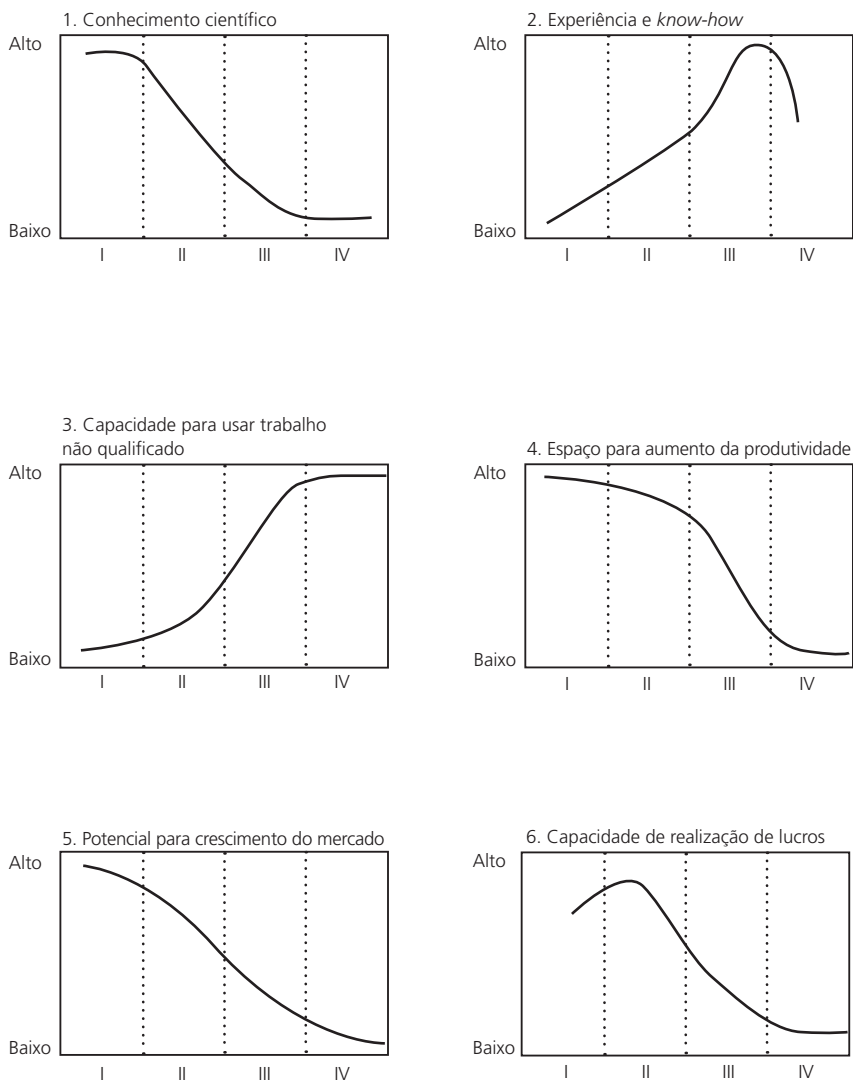 1. Conhecimento científico
Alto
Baixo
I II III IV
2. Experiência e know-how
Alto
Baixo
I II III IV
3. Capacidade para usar trabalho
não qualificado
Alto
Baixo
I II III IV
4. Espaço para aumento da produtividade
Alto
Baixo
I II III IV
5. Potencial para crescimento do mercado
Alto
Baixo
I II III IV
6. Capacidade de realização de lucros
Alto
Baixo
I II III IV